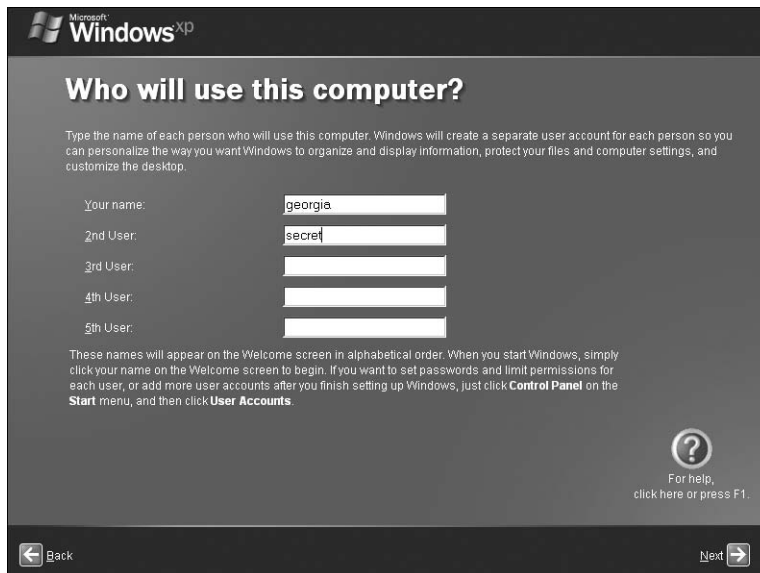 Microsoft
Windows xp
Who will use this computer?
Type the name of each person who will use this computer. Windows will create a separate user account for each person so you
can personalize the way you want Windows to organize and display information, protect your files and computer settings, and
customize the desktop.
Your name: georgia
2nd User: secret
3rd User:
4th User:
5th User:
These names will appear on the Welcome screen in alphabetical order. When you start Windows, simply
click your name on the Welcome screen to begin. If you want to set passwords and limit permissions for
each user, or add more user accounts after you finish setting up Windows, just click Control Panel on the
Start menu, and then click User Accounts.
?
For help,
click here or press F1.
Back
Next